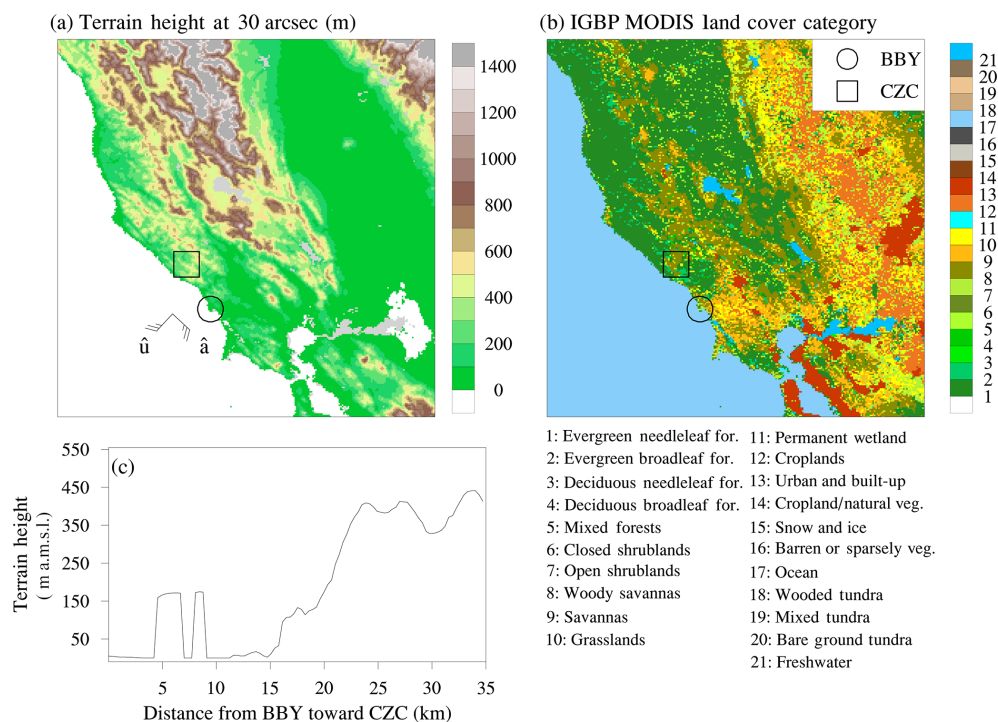 (a) Terrain height at 30 arcsec (m)
1400
1200
1000
800
600
400
200
0
û
â
(b) IGBP MODIS land cover category
BBY
CZC
21
20
19
18
17
16
15
14
13
12
11
10
9
8
7
6
5
4
3
2
1
(c)
Terrain height
( m a.m.s.l.)
550
450
350
250
150
50
5
10
15
20
25
30
35
Distance from BBY toward CZC (km)
1: Evergreen needleleaf for.
2: Evergreen broadleaf for.
3: Deciduous needleleaf for.
4: Deciduous broadleaf for.
5: Mixed forests
6: Closed shrublands
7: Open shrublands
8: Woody savannas
9: Savannas
10: Grasslands
11: Permanent wetland
12: Croplands
13: Urban and built-up
14: Cropland/natural veg.
15: Snow and ice
16: Barren or sparsely veg.
17: Ocean
18: Wooded tundra
19: Mixed tundra
20: Bare ground tundra
21: Freshwater